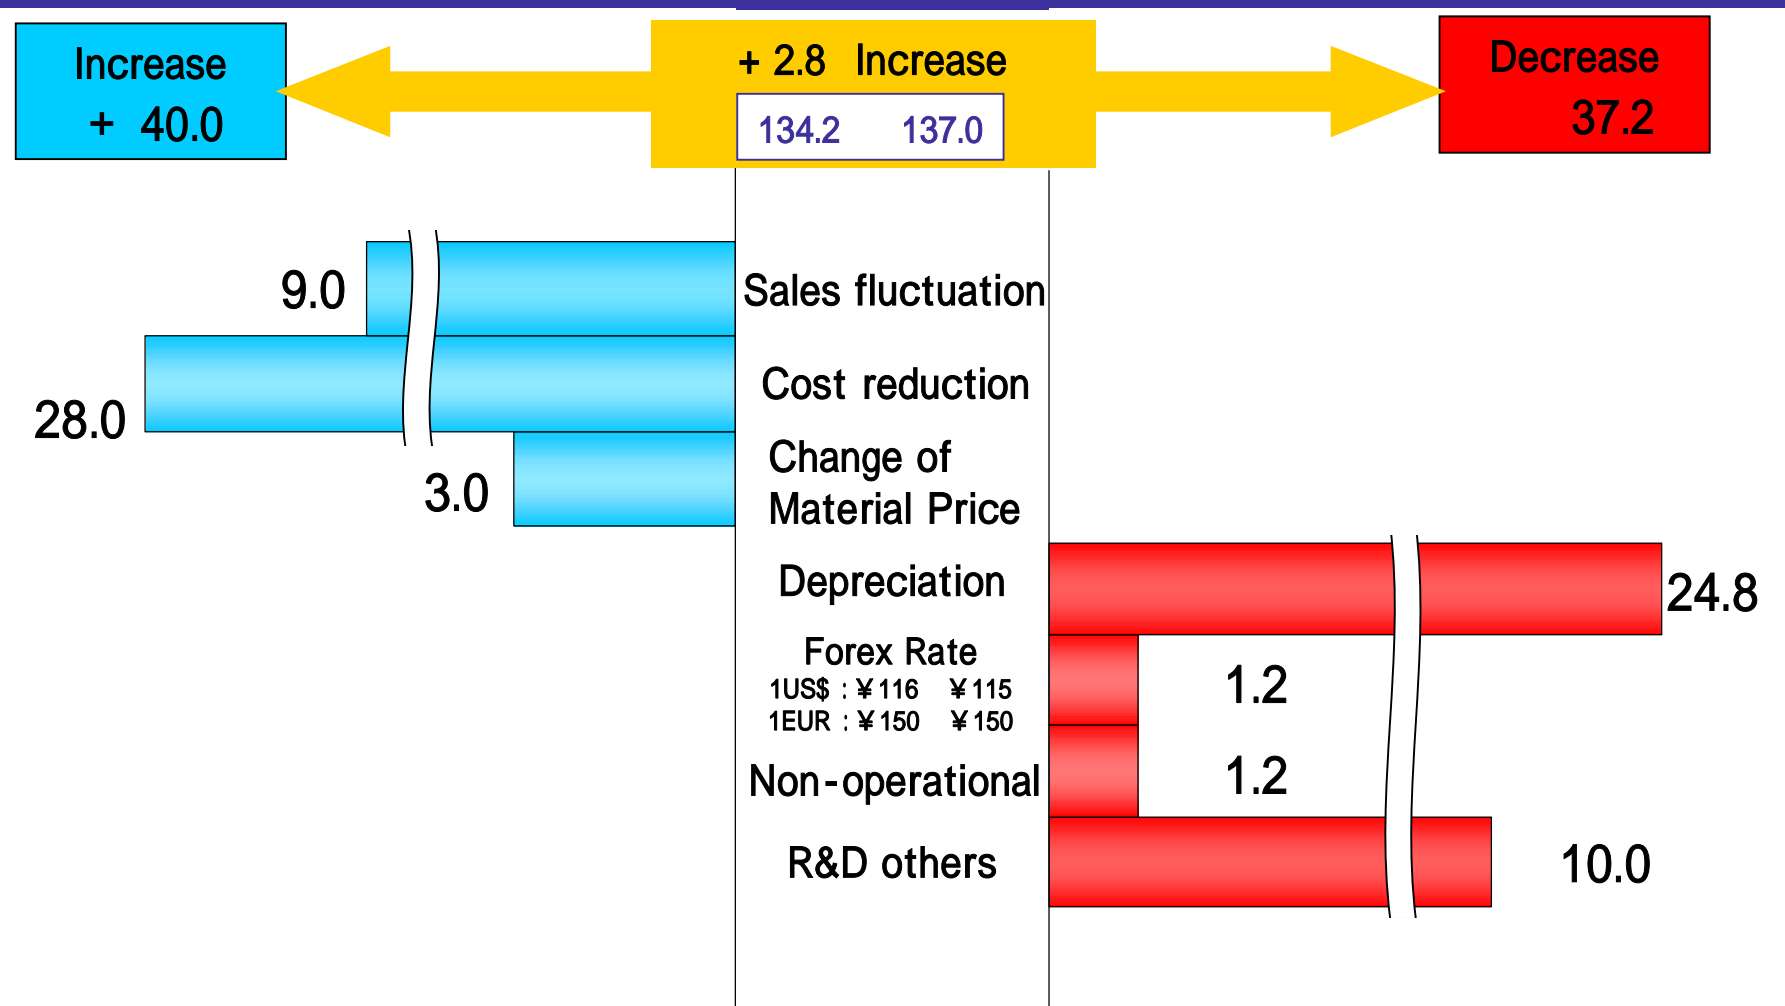 Increase
+ 40.0
+ 2.8 Increase
134.2 137.0
Decrease
37.2
9.0
Sales fluctuation
28.0
Cost reduction
3.0
Change of
Material Price
Depreciation
24.8
Forex Rate
1US$ : ¥116 ¥115
1EUR : ¥150 ¥150
1.2
Non-operational
1.2
R&D others
10.0